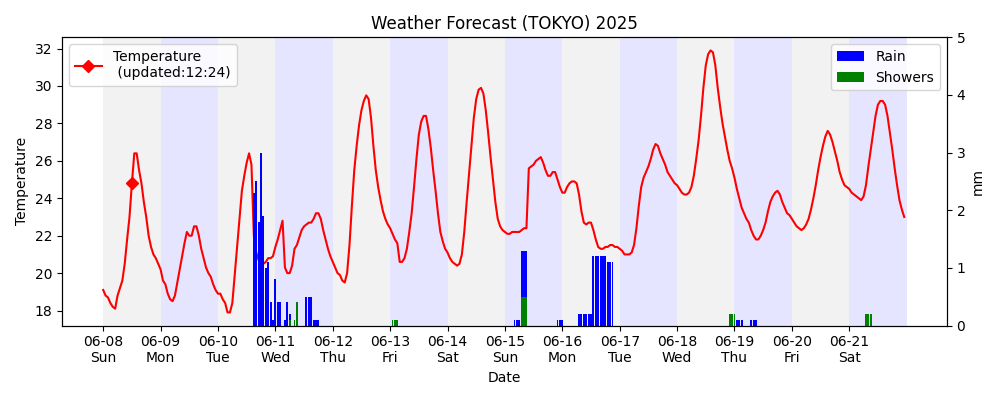 Weather Forecast (TOKYO) 2025
Temperature
(updated:12:24)
Rain
Showers
32
30
28
26
24
22
20
18
Temperature
5
4
3
2
1
0
mm
06-08 06-09 06-10 06-11 06-12 06-13 06-14 06-15 06-16 06-17 06-18 06-19 06-20 06-21
Sun Mon Tue Wed Thu Fri Sat Sun Mon Tue Wed Thu Fri Sat
Date